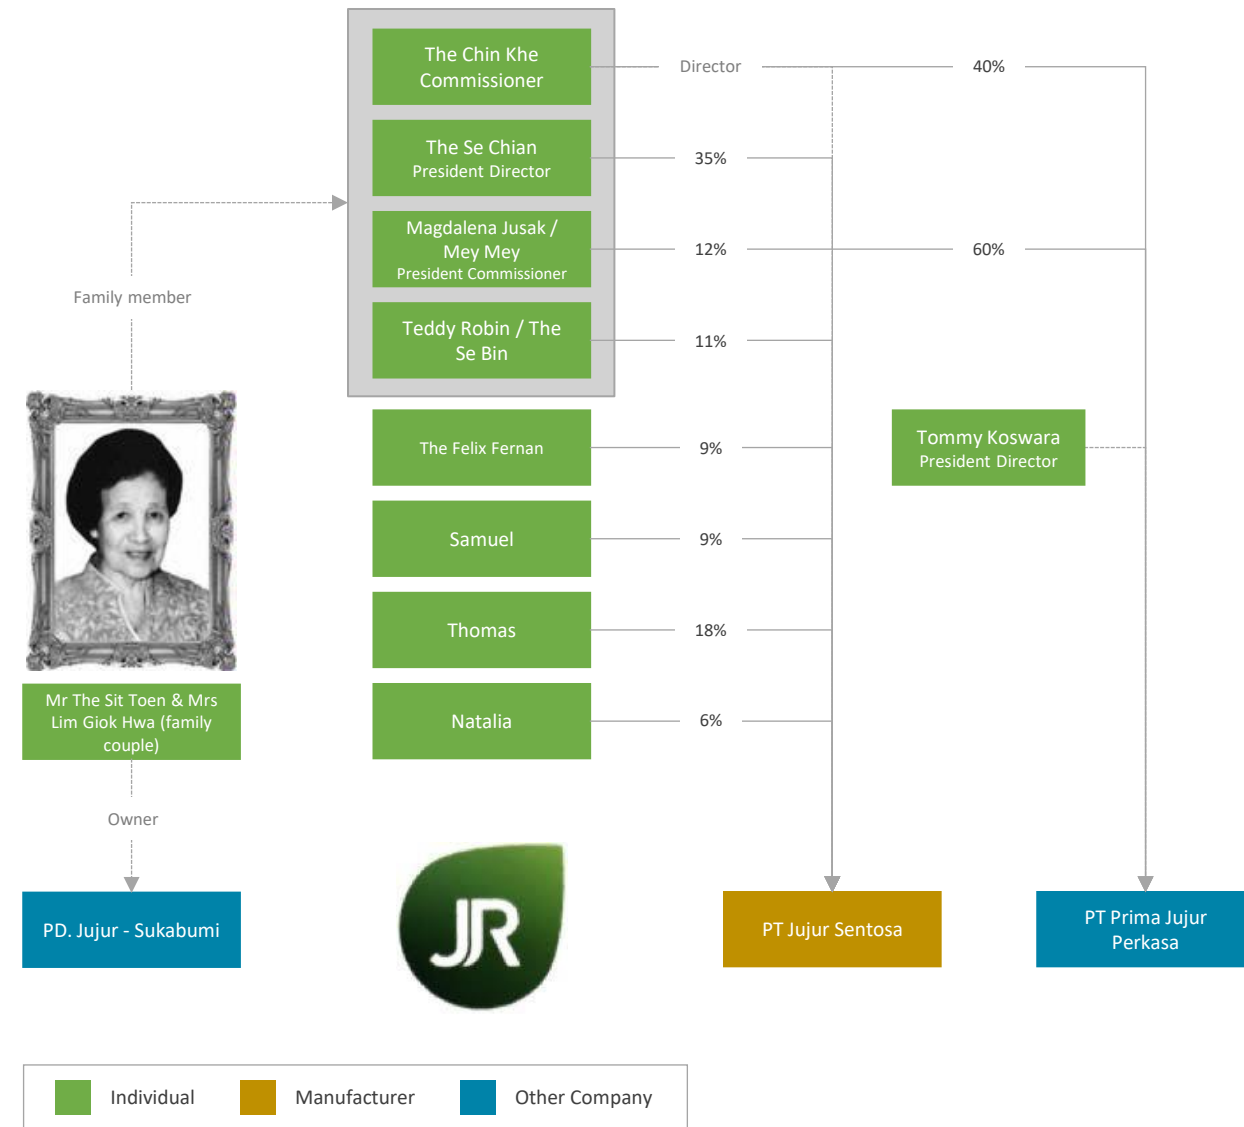 The Chin Khe
Commissioner
Director
40%
The Se Chian
President Director
35%
Magdalena Jusak /
Mey Mey
President Commissioner
12%
60%
Family member
Teddy Robin / The
Se Bin
11%
The Felix Fernan
9%
Tommy Koswara
President Director
Samuel
9%
Thomas
18%
Mr The Sit Toen & Mrs
Lim Giok Hwa (family
couple)
Natalia
6%
Owner
JR
PD. Jujur - Sukabumi
PT Jujur Sentosa
PT Prima Jujur
Perkasa
Individual
Manufacturer
Other Company